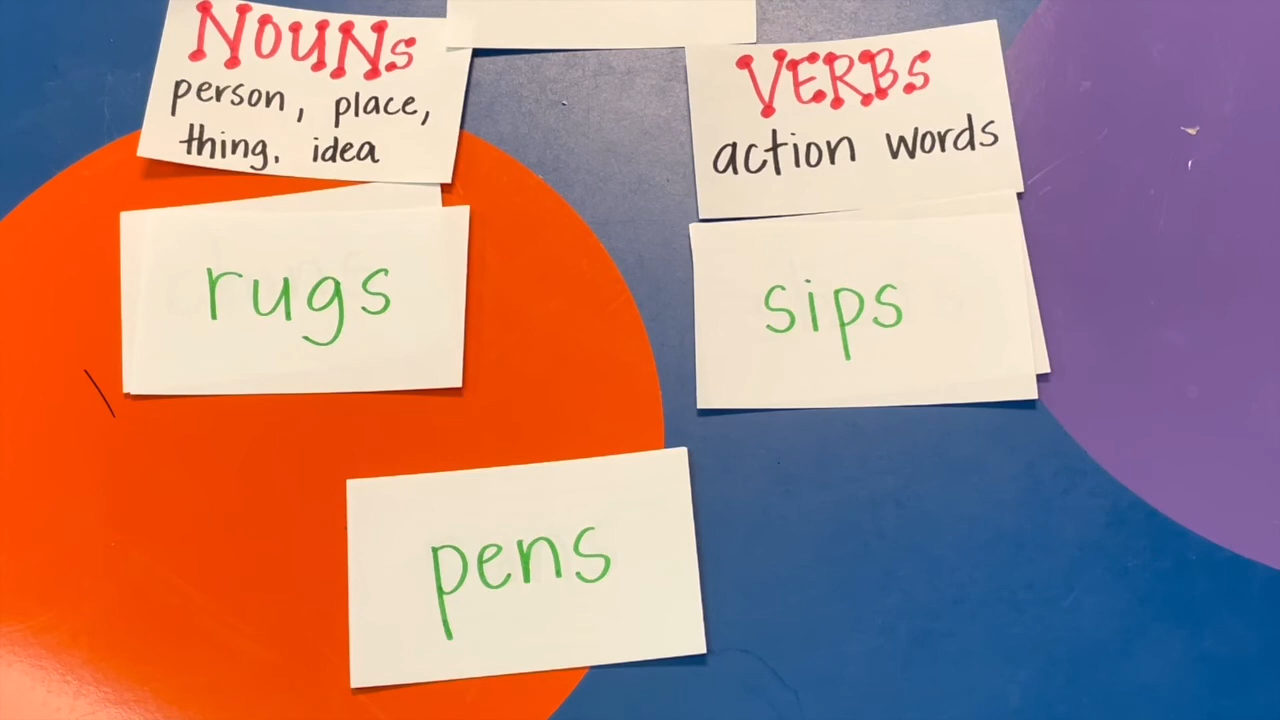 NOUNs
person, place,
thing, idea
VERBs
action words
rugs
sips
pens